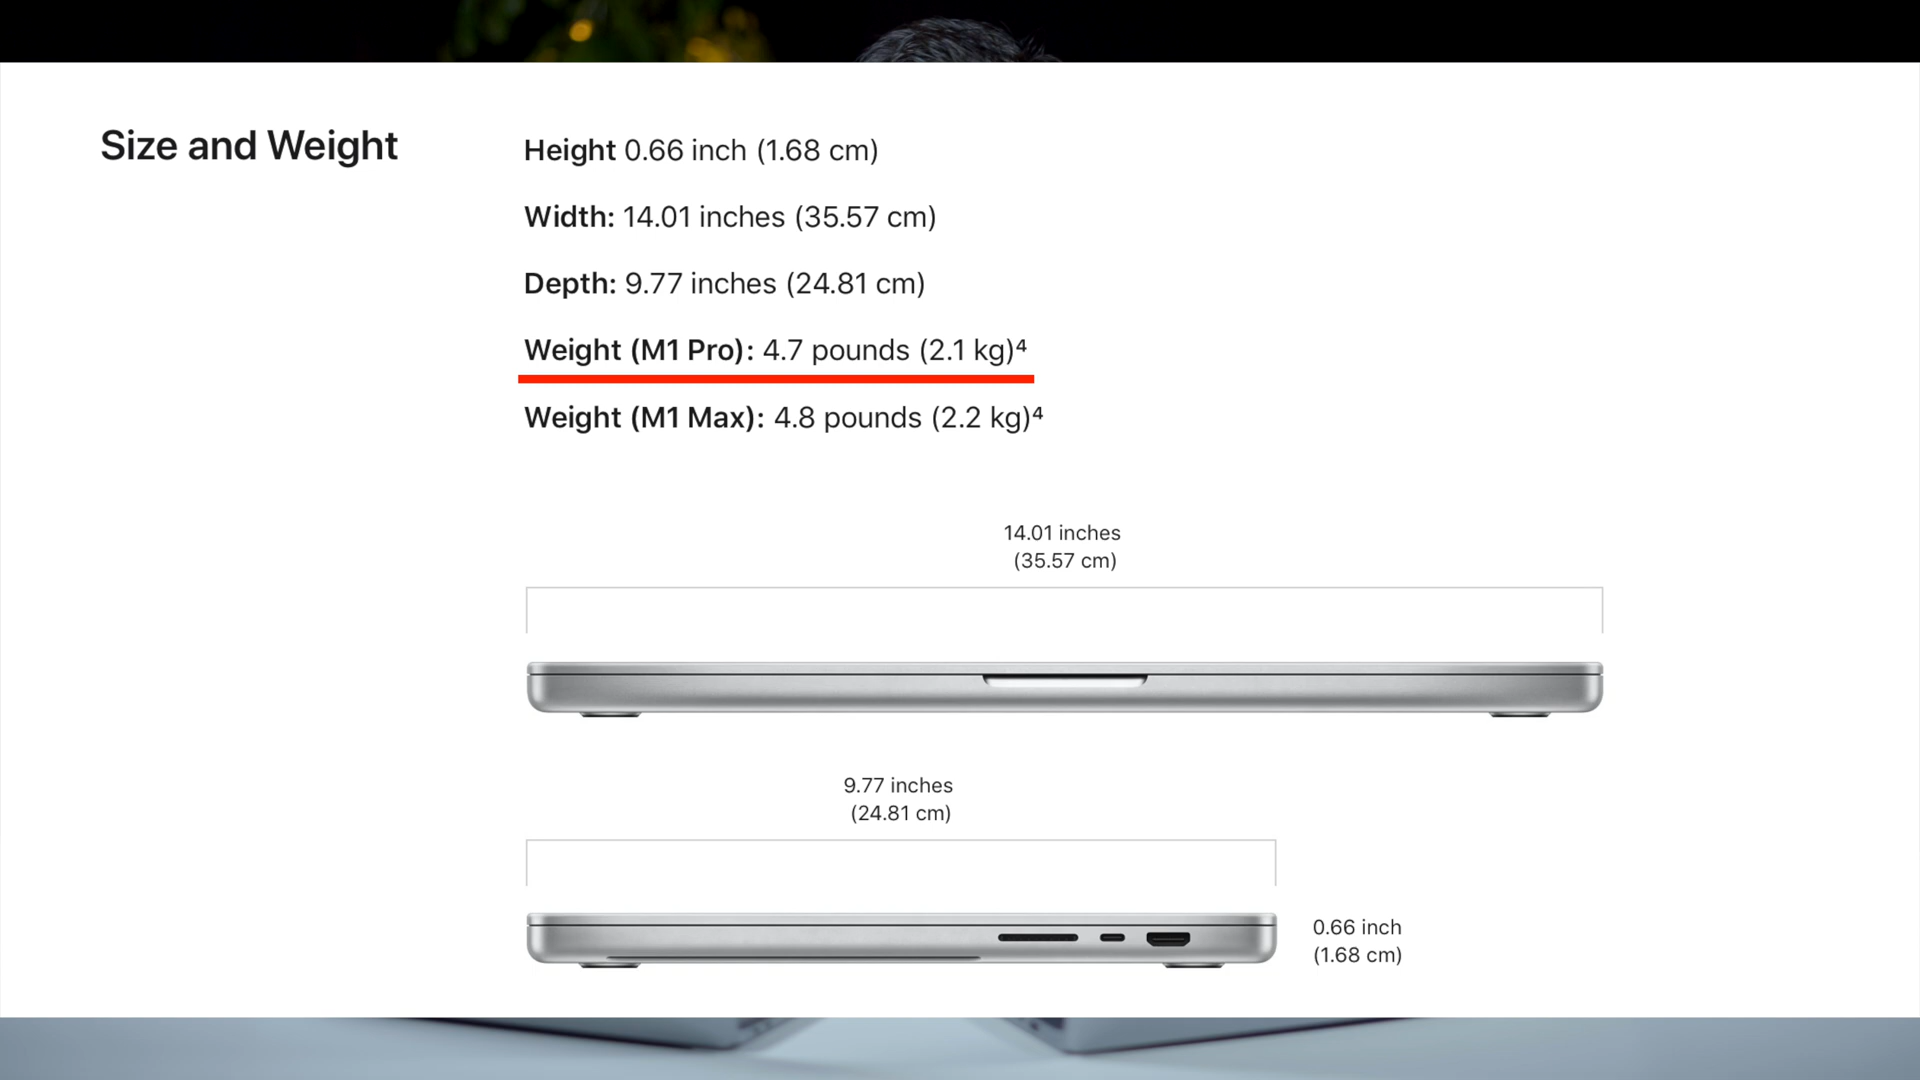 Size and Weight
Height 0.66 inch (1.68 cm)
Width: 14.01 inches (35.57 cm)
Depth: 9.77 inches (24.81 cm)
Weight (M1 Pro): 4.7 pounds (2.1 kg)⁴
Weight (M1 Max): 4.8 pounds (2.2 kg)⁴
14.01 inches
(35.57 cm)
9.77 inches
(24.81 cm)
0.66 inch
(1.68 cm)